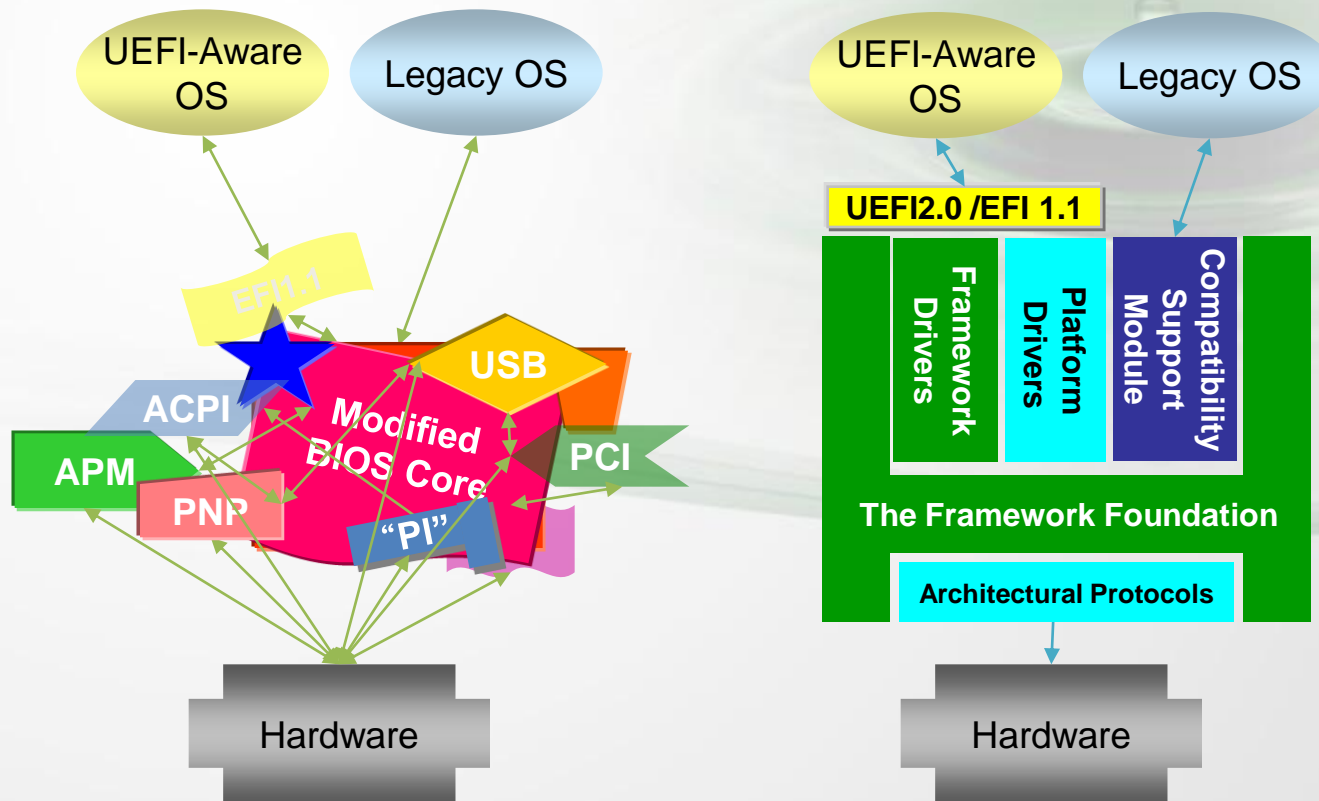 UEFI-Aware
OS
Legacy OS
EFI1.1
USB
ACPI
Modified
BIOS Core
APM
PCI
PNP
“PI”
Hardware
UEFI-Aware
OS
Legacy OS
UEFI2.0 /EFI 1.1
Framework
Drivers
Platform
Drivers
Compatibility
Support
Module
The Framework Foundation
Architectural Protocols
Hardware